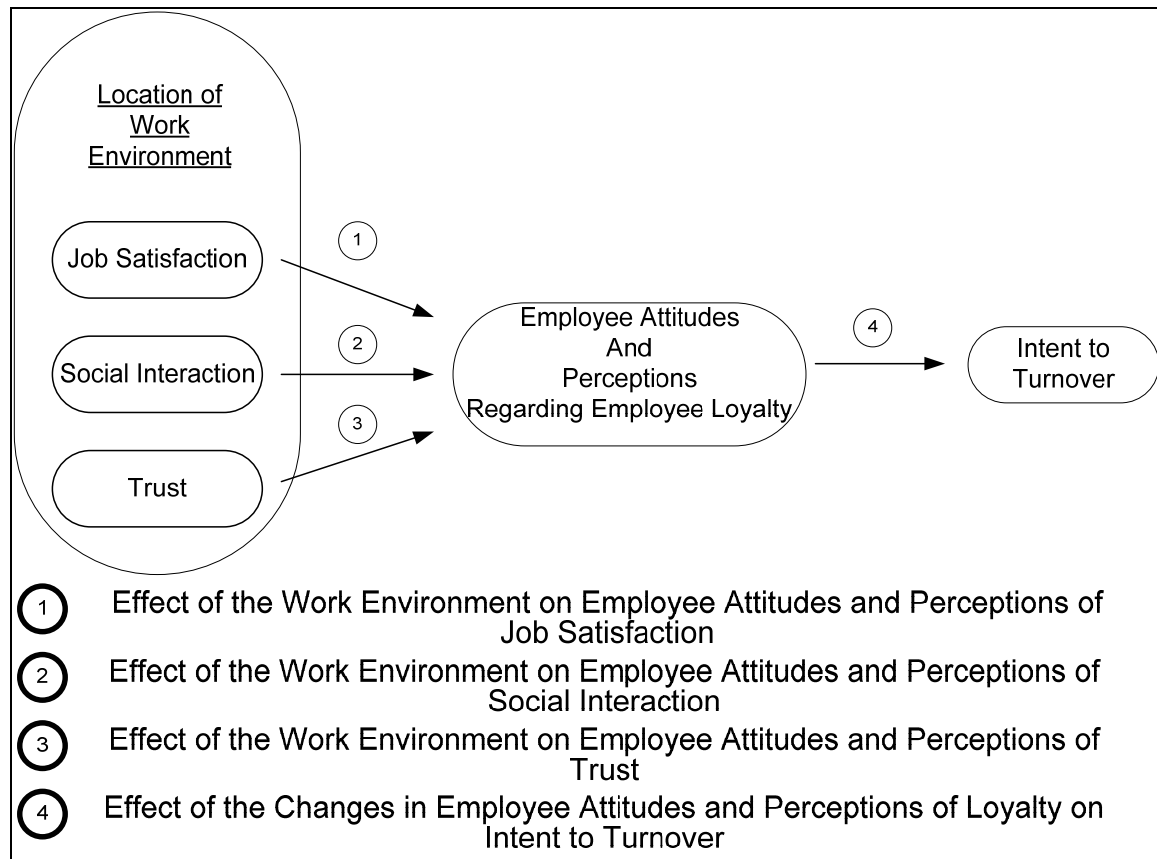 Location of
Work
Environment
Job Satisfaction
1
Social Interaction
2
Trust
3
Employee Attitudes
And
Perceptions
Regarding Employee Loyalty
4
Intent to
Turnover
1 Effect of the Work Environment on Employee Attitudes and Perceptions of
Job Satisfaction
2 Effect of the Work Environment on Employee Attitudes and Perceptions of
Social Interaction
3 Effect of the Work Environment on Employee Attitudes and Perceptions of
Trust
4 Effect of the Changes in Employee Attitudes and Perceptions of Loyalty on
Intent to Turnover